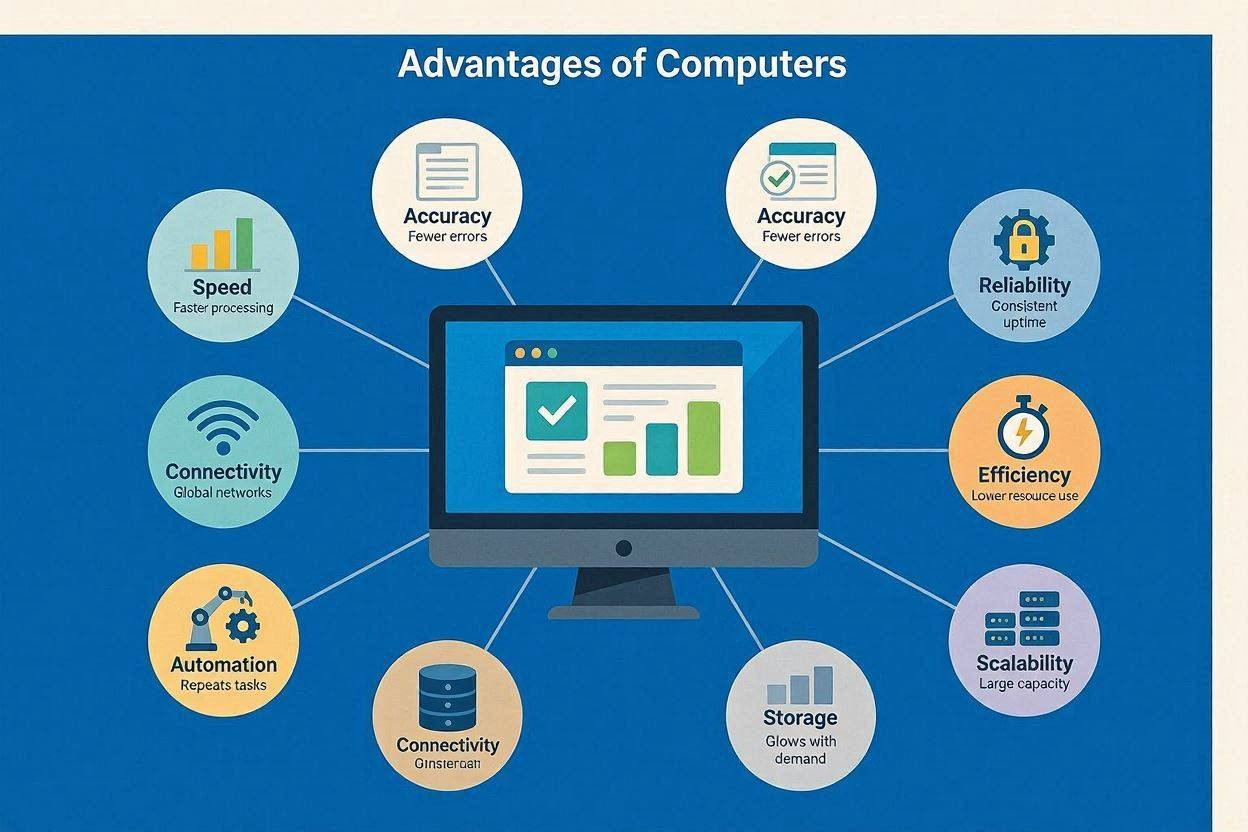 Advantages of Computers
Accuracy
Fewer errors
Accuracy
Fewer errors
Speed
Faster processing
Reliability
Consistent
uptime
Connectivity
Global networks
Efficiency
Lower resource use
Automation
Repeats tasks
Scalability
Large capacity
Connectivity
Storage
Glows with
demand